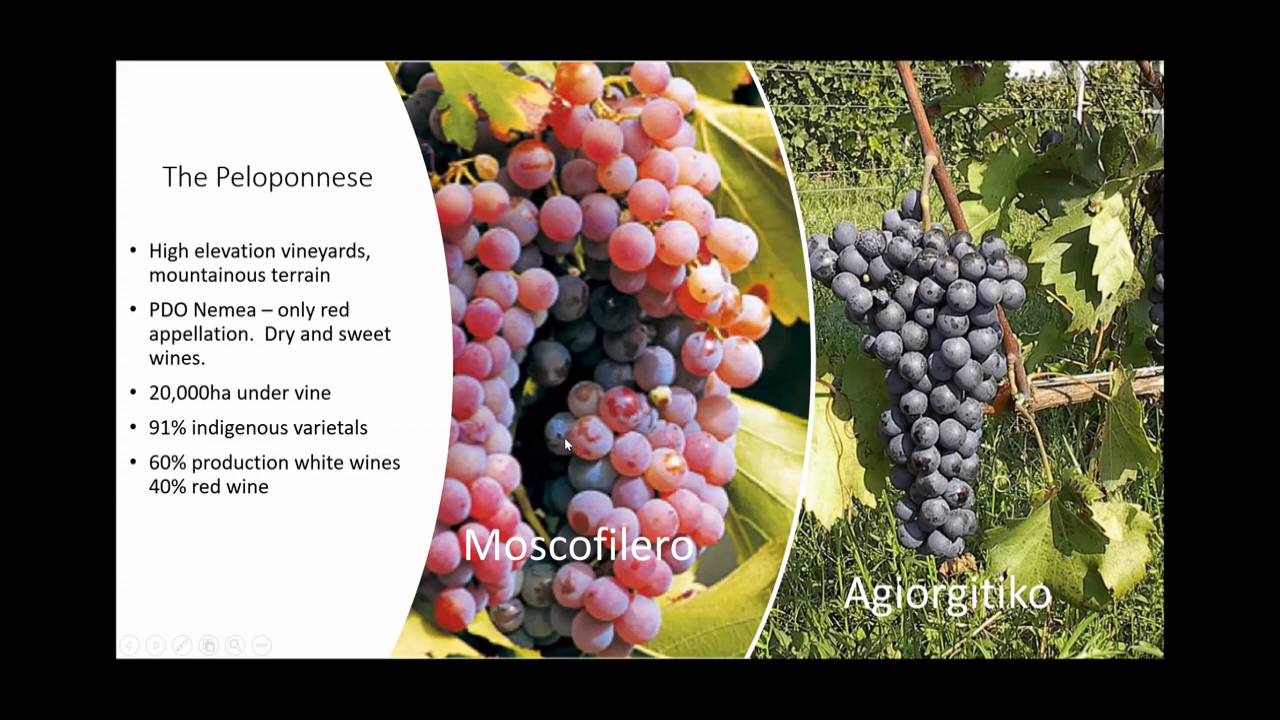 The Peloponnese
• High elevation vineyards,
mountainous terrain
• PDO Nemea – only red
appellation.  Dry and sweet
wines.
• 20,000ha under vine
• 91% indigenous varietals
• 60% production white wines
40% red wine
Moscofilero
Agiorgitiko